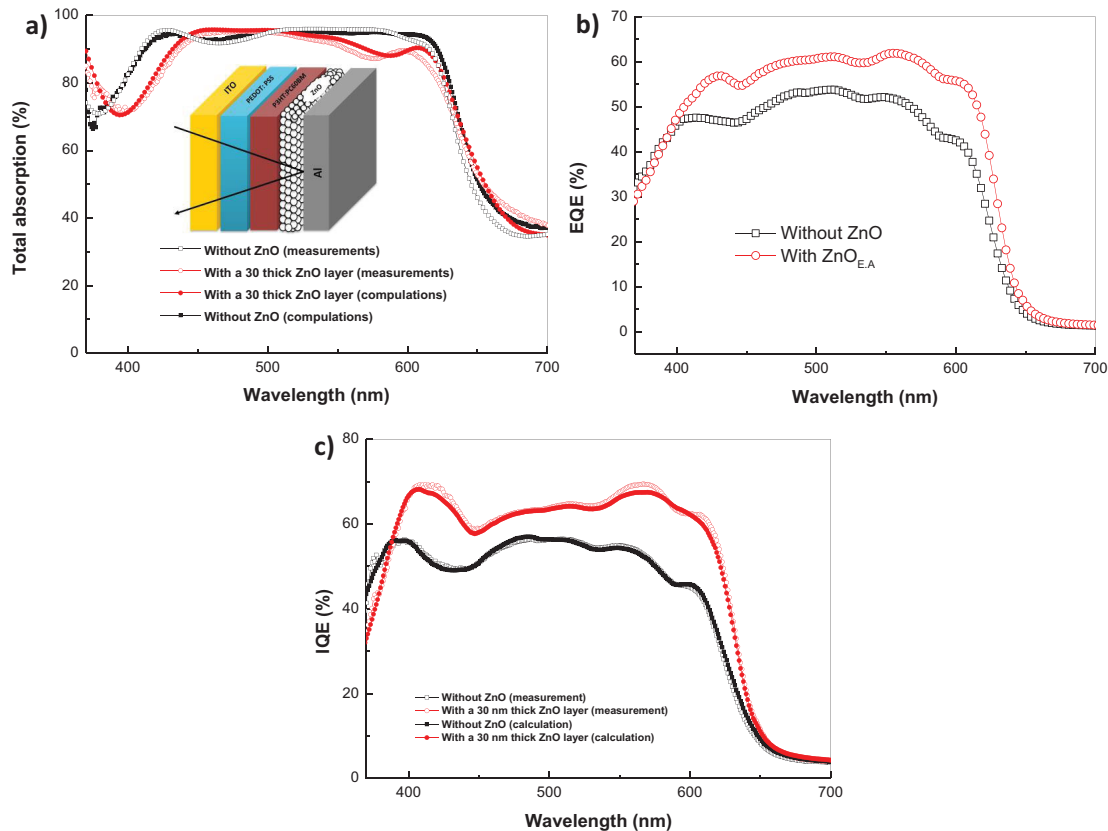 a)
100
80
60
40
20
0
Total absorption (%)
400
500
600
700
Wavelength (nm)
ITO
PEDOT: PSS
P3HT:PC60BM
ZnO
Al
Without ZnO (measurements)
With a 30 thick ZnO layer (measurements)
With a 30 thick ZnO layer (compulations)
Without ZnO (compulations)
b)
70
60
50
40
30
20
10
0
EQE (%)
400
500
600
700
Wavelength (nm)
Without ZnO
With ZnO_E.A
c)
80
60
40
20
0
IQE (%)
400
500
600
700
Wavelength (nm)
Without ZnO (measurement)
With a 30 nm thick ZnO layer (measurement)
Without ZnO (calculation)
With a 30 nm thick ZnO layer (calculation)